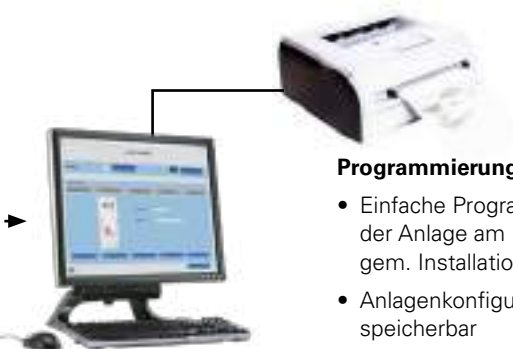 Programmierung
• Einfache Progra
der Anlage am
gem. Installatio
• Anlagenkonfigu
speicherbar